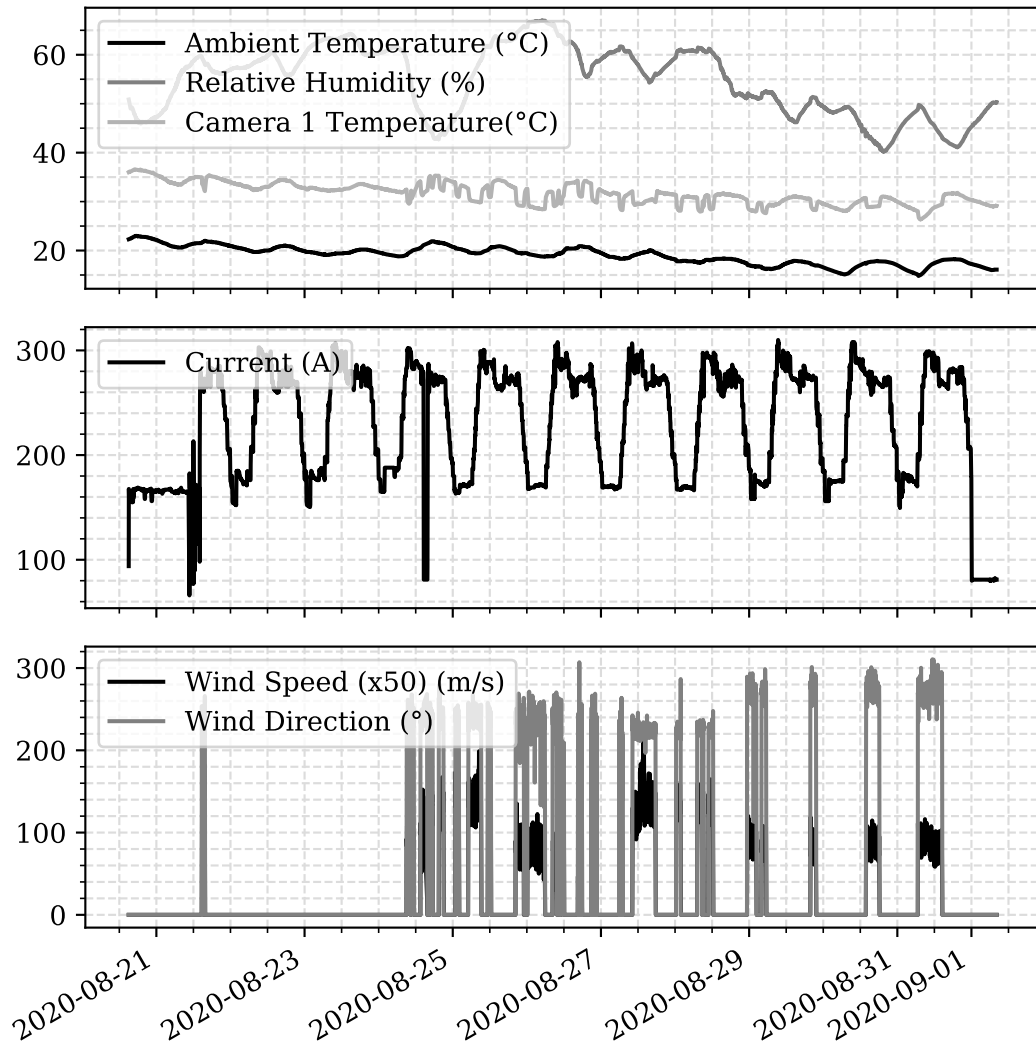 60
40
20
Ambient Temperature (°C)
Relative Humidity (%)
Camera 1 Temperature(°C)
300
200
100
Current (A)
300
200
100
0
Wind Speed (x50) (m/s)
Wind Direction (°)
2020-08-21
2020-08-23
2020-08-25
2020-08-27
2020-08-29
2020-08-31
2020-09-01